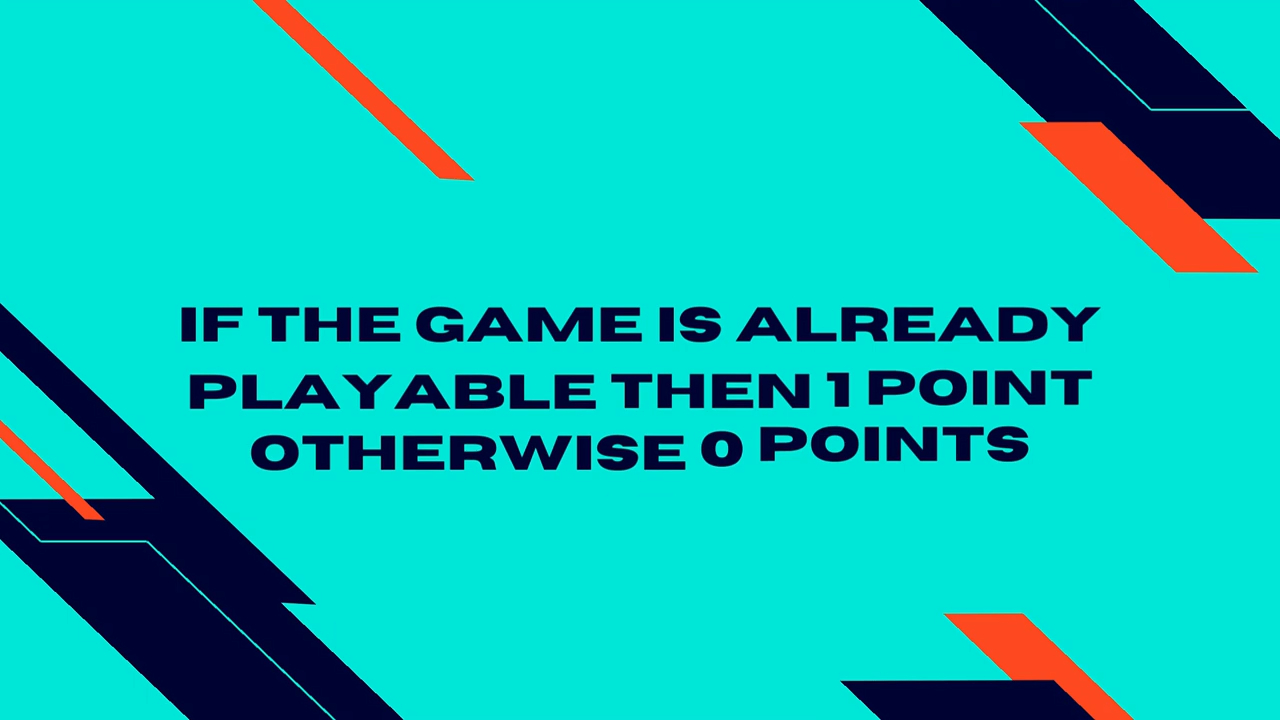 IF THE GAME IS ALREADY
PLAYABLE THEN 1 POINT
OTHERWISE 0 POINTS